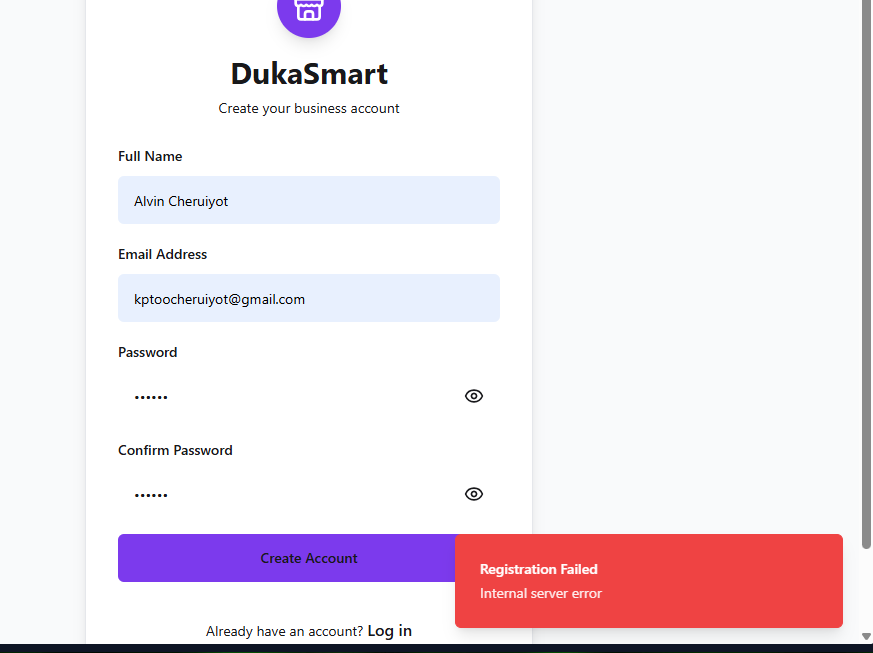 DukaSmart
Create your business account
Full Name
Alvin Cheruiyot
Email Address
kptoocheruiyot@gmail.com
Password
••••••
Confirm Password
••••••
Create Account
Registration Failed
Internal server error
Already have an account? Log in